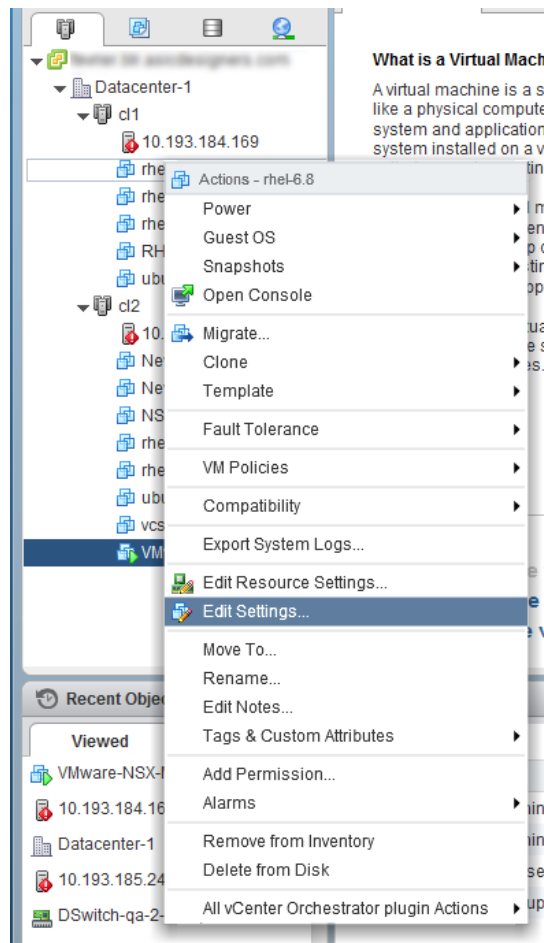 What is a Virtual Mach
Datacenter-1
A virtual machine is a s
cl1
like a physical compute
10.193.184.169
system and application
system installed on a v
rhe
Actions - rhel-6.8
rhe
Power
rhe
Guest OS
RH
Snapshots
ubu
Open Console
cl2
10.
Migrate...
Ne
Clone
Ne
Template
NS
Fault Tolerance
rhe
rhe
VM Policies
ubu
Compatibility
vcs
Export System Logs...
VM
Edit Resource Settings...
Edit Settings...
Move To...
Rename...
Recent Obje
Edit Notes...
Viewed
Tags & Custom Attributes
VMware-NSX-
Add Permission...
10.193.184.16
Alarms
Datacenter-1
Remove from Inventory
10.193.185.24
Delete from Disk
DSwitch-qa-2-
All vCenter Orchestrator plugin Actions